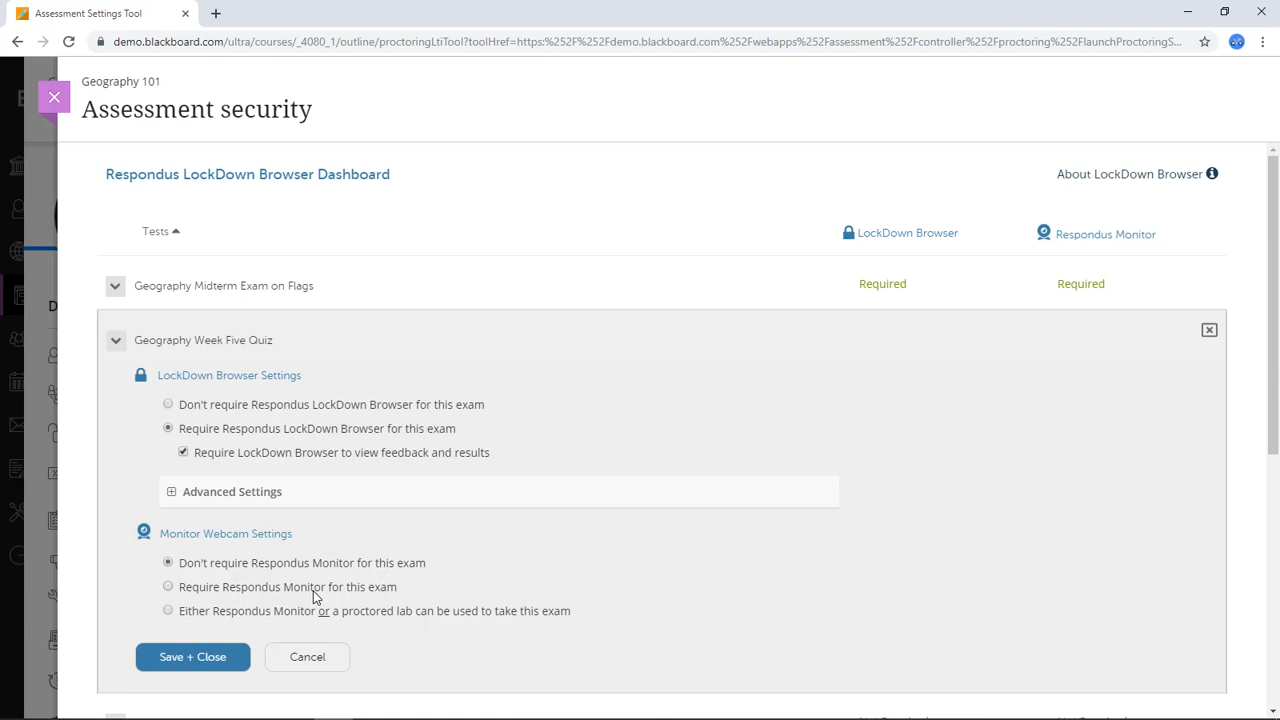 Assessment Settings Tool
demo.blackboard.com/ultra/courses/_4080_1/outline/proctoringLtiTool?toolHref=https:%252F%252Fdemo.blackboard.com%252Fwebapps%252Fassessment%252Fcontroller%252Fproctoring%252FlaunchProctoringS...
Geography 101
Assessment security
Respondus LockDown Browser Dashboard
About LockDown Browser
Tests LockDown Browser Respondus Monitor
Geography Midterm Exam on Flags Required Required
Geography Week Five Quiz
LockDown Browser Settings
Don't require Respondus LockDown Browser for this exam
Require Respondus LockDown Browser for this exam
Require LockDown Browser to view feedback and results
Advanced Settings
Monitor Webcam Settings
Don't require Respondus Monitor for this exam
Require Respondus Monitor for this exam
Either Respondus Monitor or a proctored lab can be used to take this exam
Save + Close Cancel